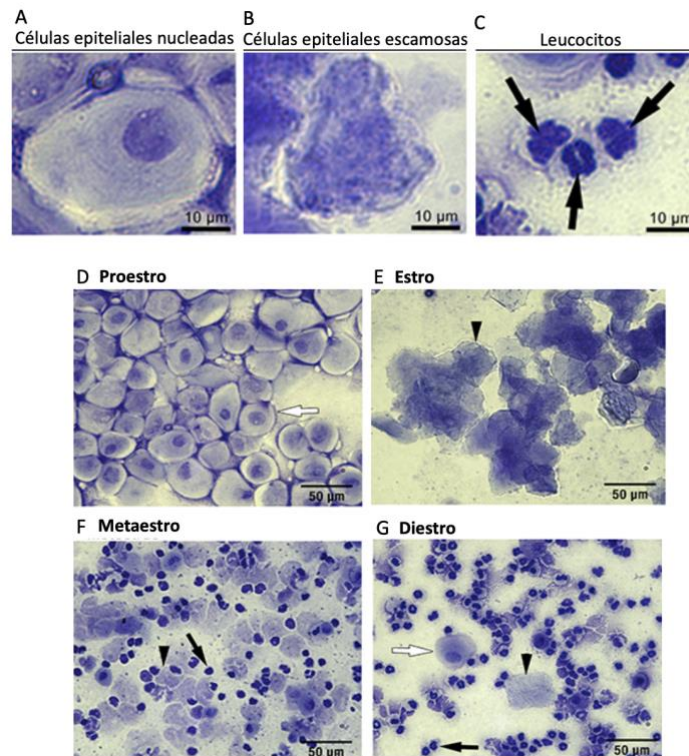 A
Células epiteliales nucleadas
B
Células epiteliales escamosas
C
Leucocitos
10 µm
10 µm
10 µm
D Proestro
E Estro
50 µm
50 µm
F Metaestro
G Diestro
50 µm
50 µm